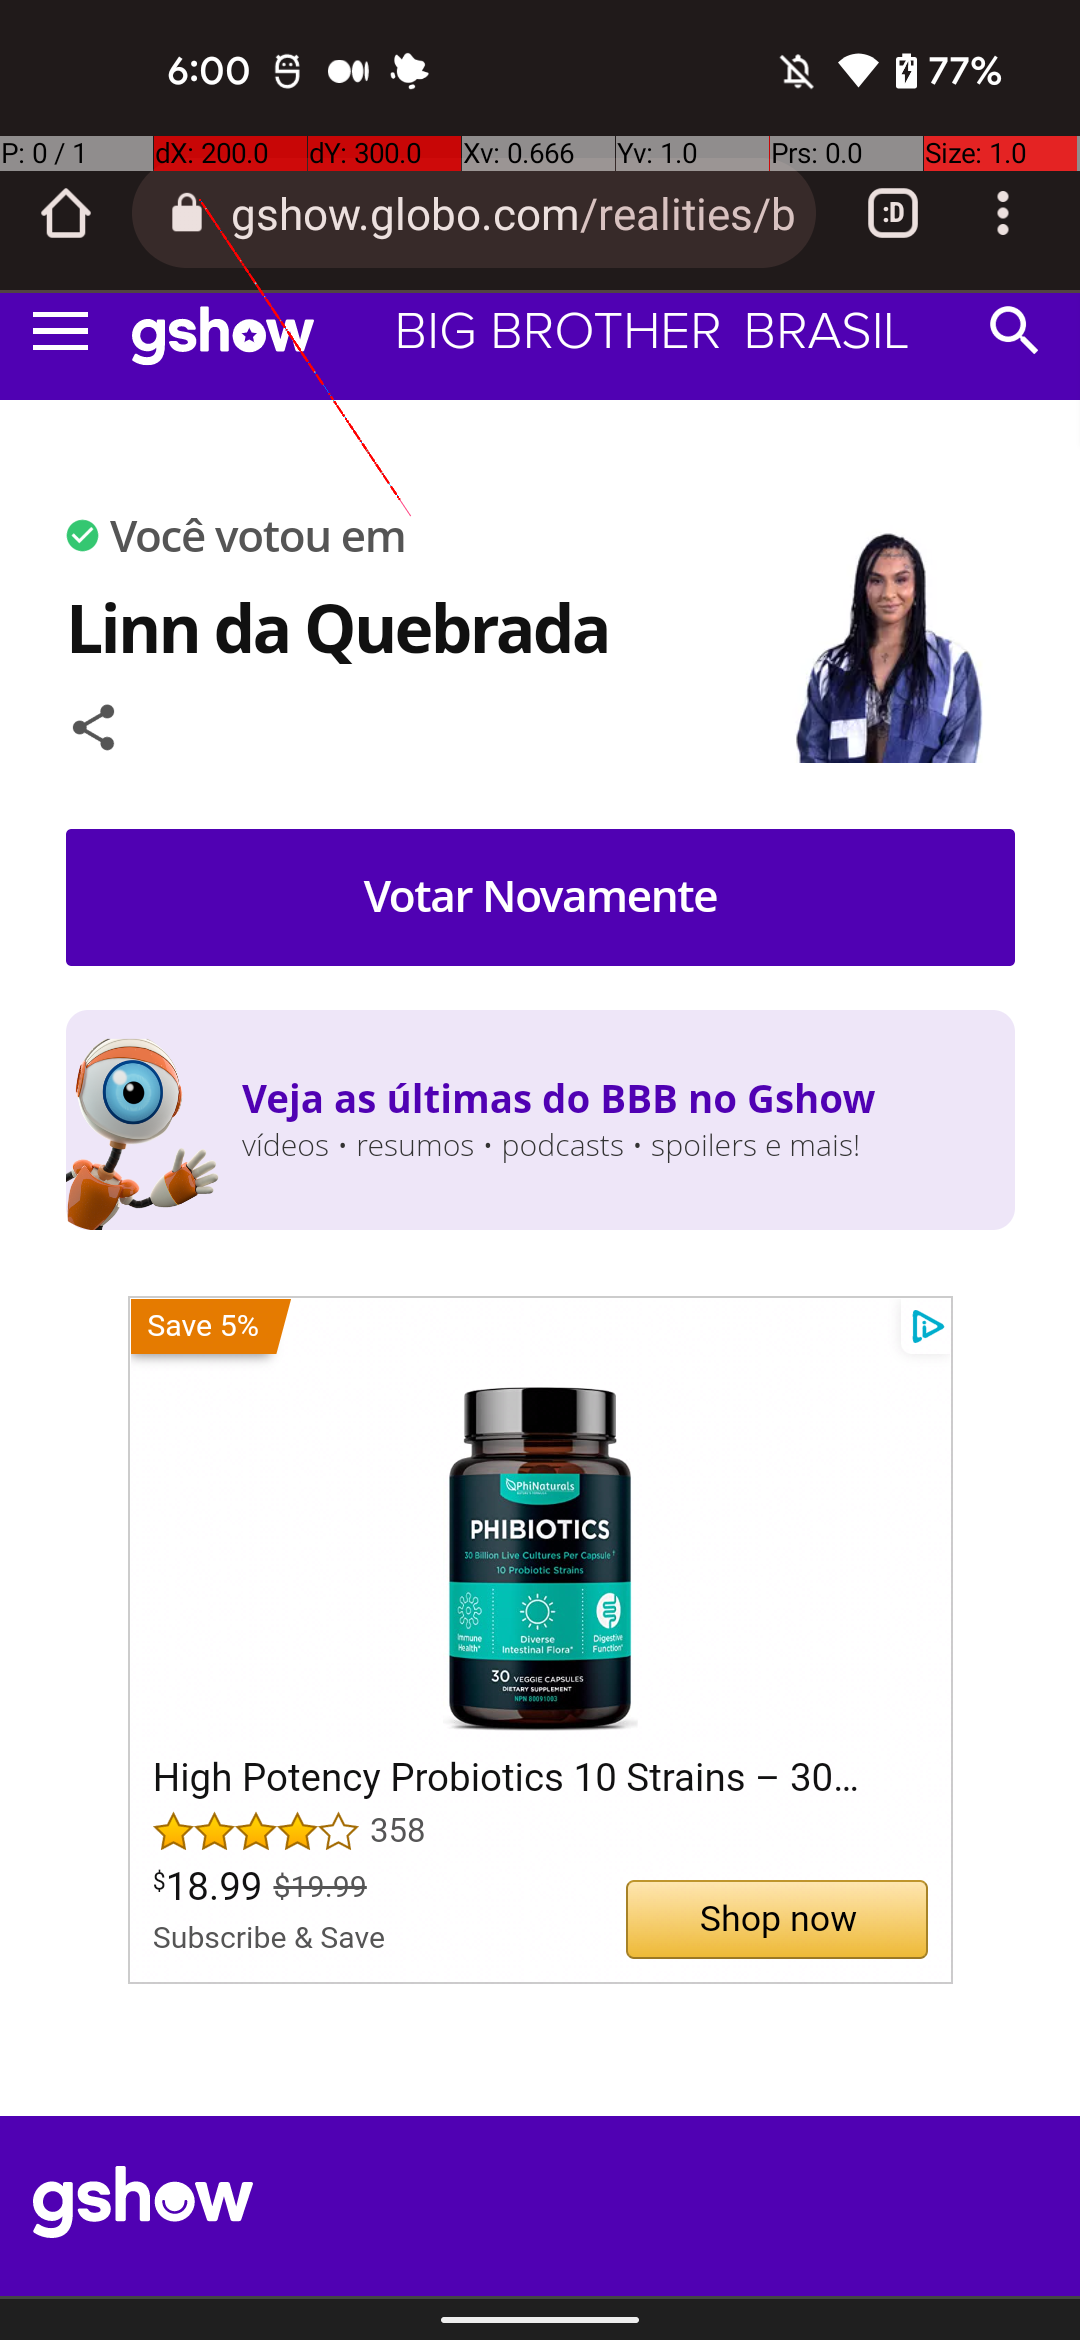 6:00
77%
P: 0 / 1 dX: 200.0 dY: 300.0 Xv: 0.666 Yv: 1.0 Prs: 0.0 Size: 1.0
gshow.globo.com/realities/b
:D
gshow BIG BROTHER BRASIL
Você votou em
Linn da Quebrada
Votar Novamente
Veja as últimas do BBB no Gshow
vídeos • resumos • podcasts • spoilers e mais!
Save 5%
PhiNaturals
PHIBIOTICS
30 Billion Live Cultures Per Capsule†
10 Probiotic Strains
Immune Health*
Diverse Intestinal Flora*
Digestive Function*
30 VEGGIE CAPSULES
DIETARY SUPPLEMENT
NPN 80091003
High Potency Probiotics 10 Strains – 30…
358
$18.99 $19.99
Subscribe & Save
Shop now
gshow